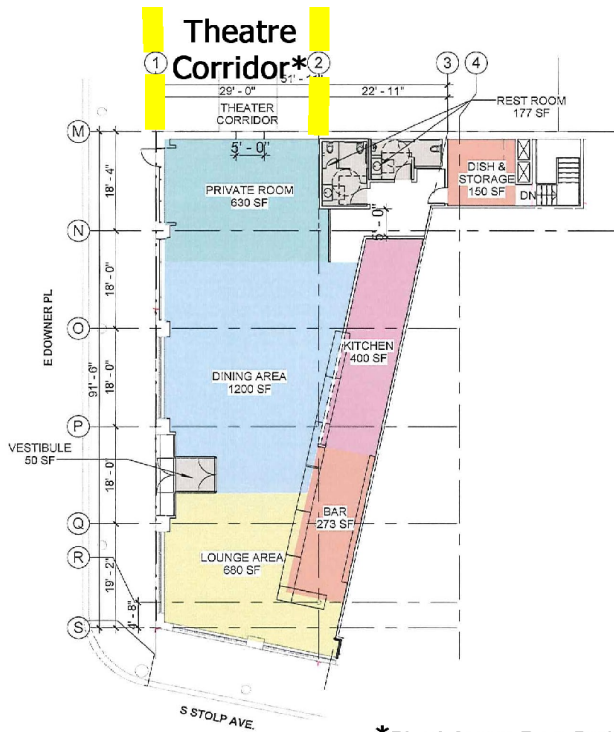 Theatre
Corridor*
1
2
3
4
29' - 0"
22' - 11"
THEATER
CORRIDOR
5' - 0"
REST ROOM
177 SF
M
PRIVATE ROOM
630 SF
DISH &
STORAGE
150 SF
DN
18' - 4"
N
18' - 0"
E DOWNER PL
91' - 6"
O
KITCHEN
400 SF
18' - 0"
DINING AREA
1200 SF
P
VESTIBULE
50 SF
18' - 0"
BAR
273 SF
Q
R
LOUNGE AREA
680 SF
19' - 2"
4' - 8"
S
S STOLP AVE.